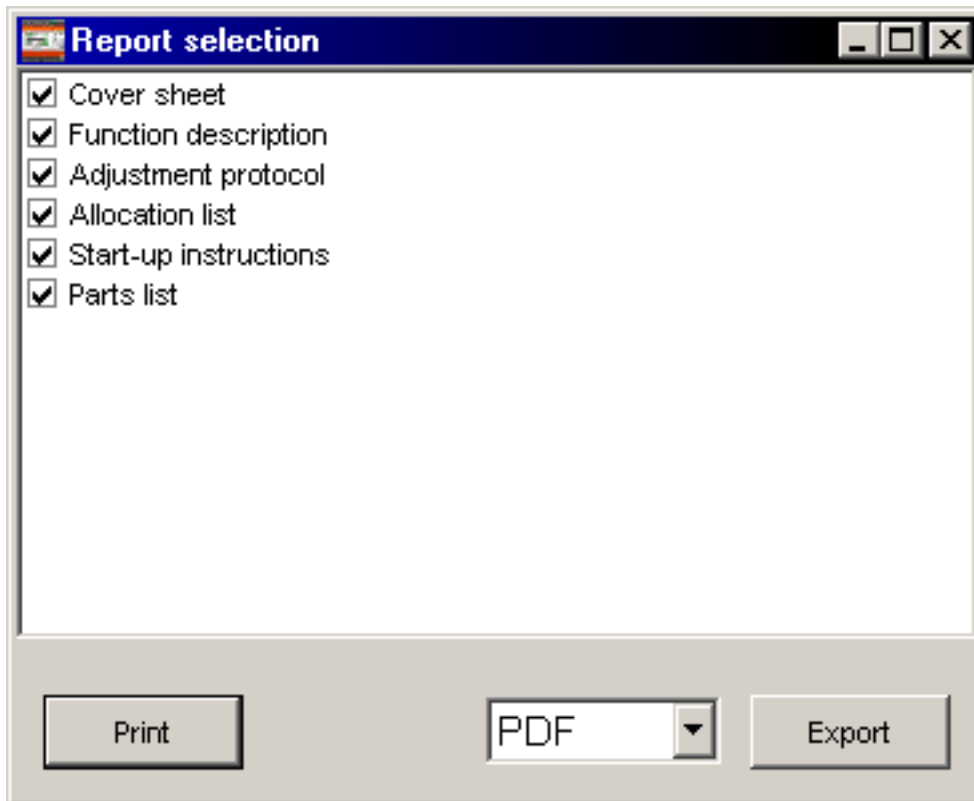 Report selection
Cover sheet
Function description
Adjustment protocol
Allocation list
Start-up instructions
Parts list
Print
PDF
Export